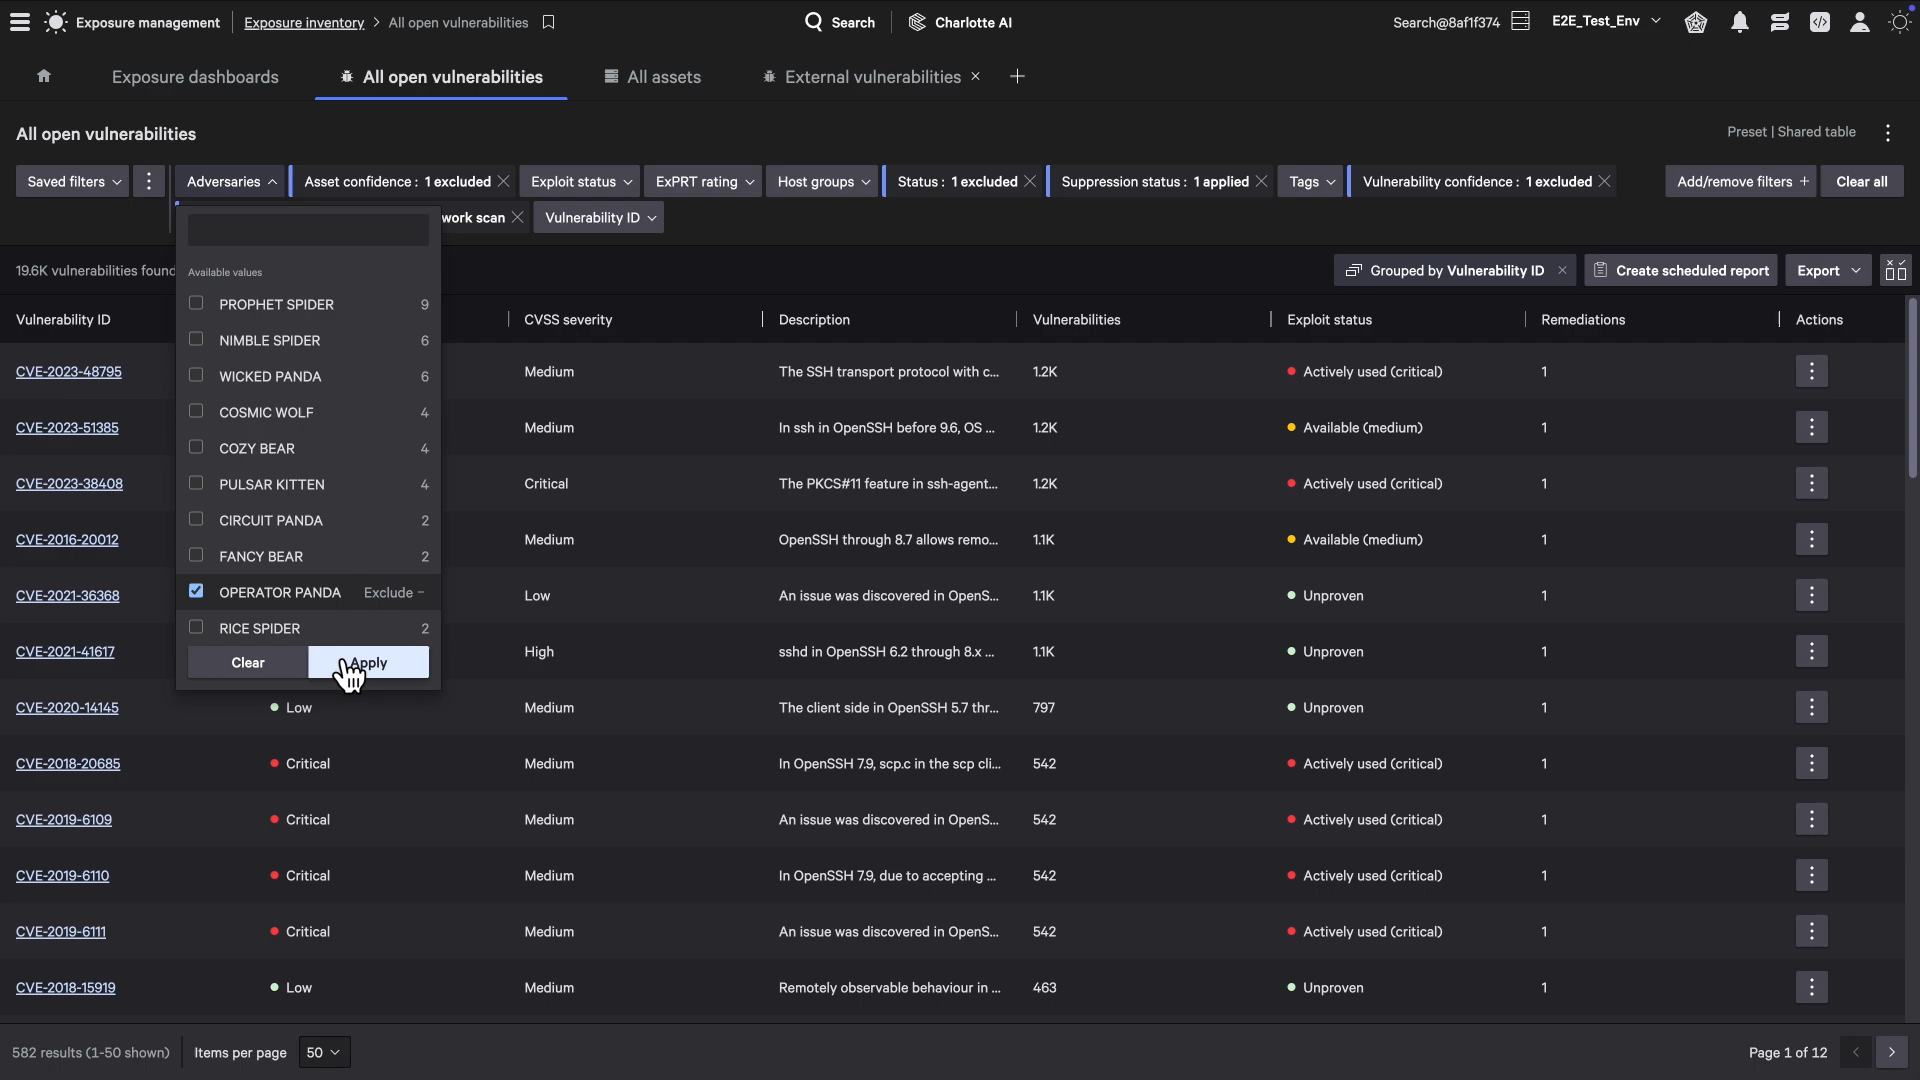 Exposure management
Exposure inventory > All open vulnerabilities
Search
Charlotte AI
Search@8af1f374
E2E_Test_Env
Exposure dashboards
All open vulnerabilities
All assets
External vulnerabilities
All open vulnerabilities
Preset | Shared table
Saved filters
Adversaries
Asset confidence : 1 excluded
Exploit status
ExPRT rating
Host groups
Status : 1 excluded
Suppression status : 1 applied
Tags
Vulnerability confidence : 1 excluded
Add/remove filters +
Clear all
work scan
Vulnerability ID
19.6K vulnerabilities found
Grouped by Vulnerability ID
Create scheduled report
Export
Available values
PROPHET SPIDER 9
NIMBLE SPIDER 6
WICKED PANDA 6
COSMIC WOLF 4
COZY BEAR 4
PULSAR KITTEN 4
CIRCUIT PANDA 2
FANCY BEAR 2
OPERATOR PANDA Exclude –
RICE SPIDER 2
Clear
Apply
Vulnerability ID CVSS severity Description Vulnerabilities Exploit status Remediations Actions
CVE-2023-48795 Medium The SSH transport protocol with c... 1.2K Actively used (critical) 1
CVE-2023-51385 Medium In ssh in OpenSSH before 9.6, OS ... 1.2K Available (medium) 1
CVE-2023-38408 Critical The PKCS#11 feature in ssh-agent... 1.2K Actively used (critical) 1
CVE-2016-20012 Medium OpenSSH through 8.7 allows remo... 1.1K Available (medium) 1
CVE-2021-36368 Low An issue was discovered in OpenS... 1.1K Unproven 1
CVE-2021-41617 High sshd in OpenSSH 6.2 through 8.x ... 1.1K Unproven 1
CVE-2020-14145 Low Medium The client side in OpenSSH 5.7 thr... 797 Unproven 1
CVE-2018-20685 Critical Medium In OpenSSH 7.9, scp.c in the scp cli... 542 Actively used (critical) 1
CVE-2019-6109 Critical Medium An issue was discovered in OpenS... 542 Actively used (critical) 1
CVE-2019-6110 Critical Medium In OpenSSH 7.9, due to accepting ... 542 Actively used (critical) 1
CVE-2019-6111 Critical Medium An issue was discovered in OpenS... 542 Actively used (critical) 1
CVE-2018-15919 Low Medium Remotely observable behaviour in ... 463 Unproven 1
582 results (1-50 shown)
Items per page 50
Page 1 of 12